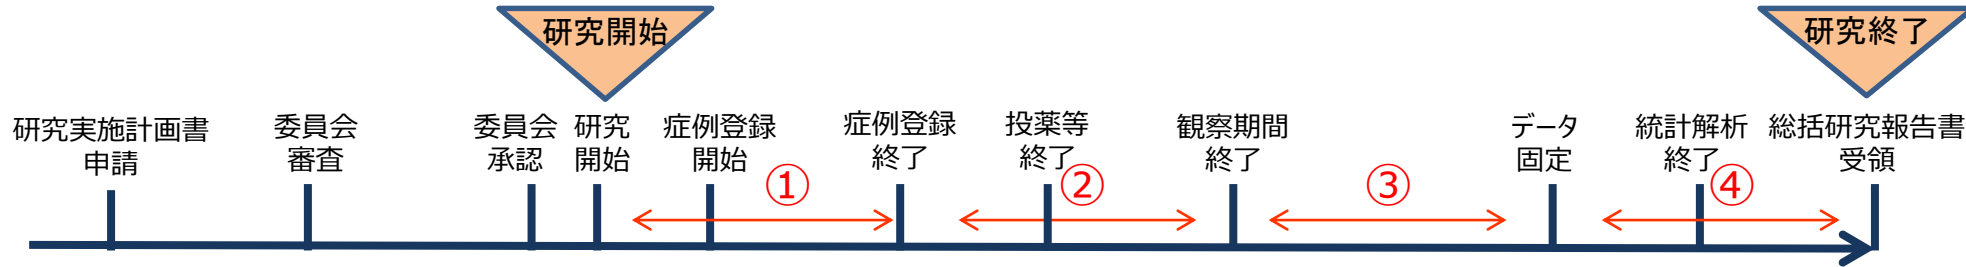 研究開始
研究終了
研究実施計画書
申請
委員会
審査
委員会
承認
研究
開始
症例登録
開始
症例登録
終了
投薬等
終了
観察期間
終了
データ
固定
統計解析
終了
総括研究報告書
受領
①
②
③
④